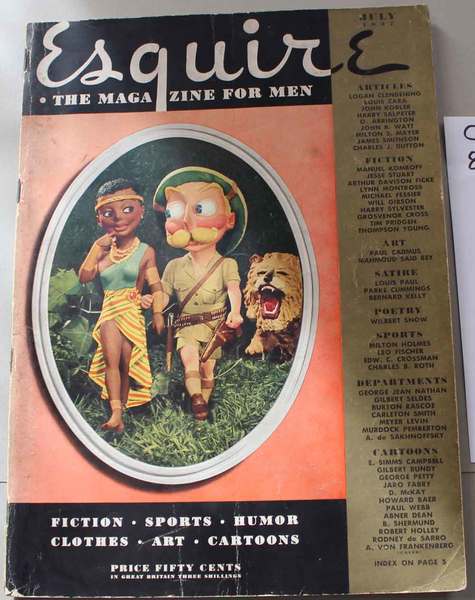 Esquire
• THE MAGAZINE FOR MEN
JULY
1937
ARTICLES
LOGAN CLENDENING
LOUIS ZARA
JOHN KOBLER
HARRY SALPETER
O. ARRINGTON
JOHN R. WATT
MILTON S. MAYER
JAMES SMITHSON
CHARLES J. DUTTON
FICTION
MANUEL KOMROFF
JESSE STUART
ARTHUR DAVISON FICKE
LYNN MONTROSS
MICHAEL FESSIER
WILL GIBSON
HARRY SYLVESTER
GROSVENOR CROSS
TIM PRIDGEN
THOMPSON YOUNG
ART
PAUL CADMUS
MAHMOUD SAID BEY
SATIRE
LOUIS PAUL
PARKE CUMMINGS
BERNARD KELLY
POETRY
WILBERT SNOW
SPORTS
MILTON HOLMES
LEO FISCHER
EDW. C. CROSSMAN
CHARLES B. ROTH
DEPARTMENTS
GEORGE JEAN NATHAN
GILBERT SELDES
BURTON RASCOE
CARLETON SMITH
MEYER LEVIN
MURDOCK PEMBERTON
A. de SAKHNOFFSKY
CARTOONS
E. SIMMS CAMPBELL
GILBERT BUNDY
GEORGE PETTY
JARO FABRY
D. McKAY
HOWARD BAER
PAUL WEBB
ABNER DEAN
B. SHERMUND
ROBERT HOLLEY
RODNEY de SARRO
A. VON FRANKENBERG
INDEX ON PAGE 5
FICTION • SPORTS • HUMOR
CLOTHES • ART • CARTOONS
PRICE FIFTY CENTS
IN GREAT BRITAIN THREE SHILLINGS